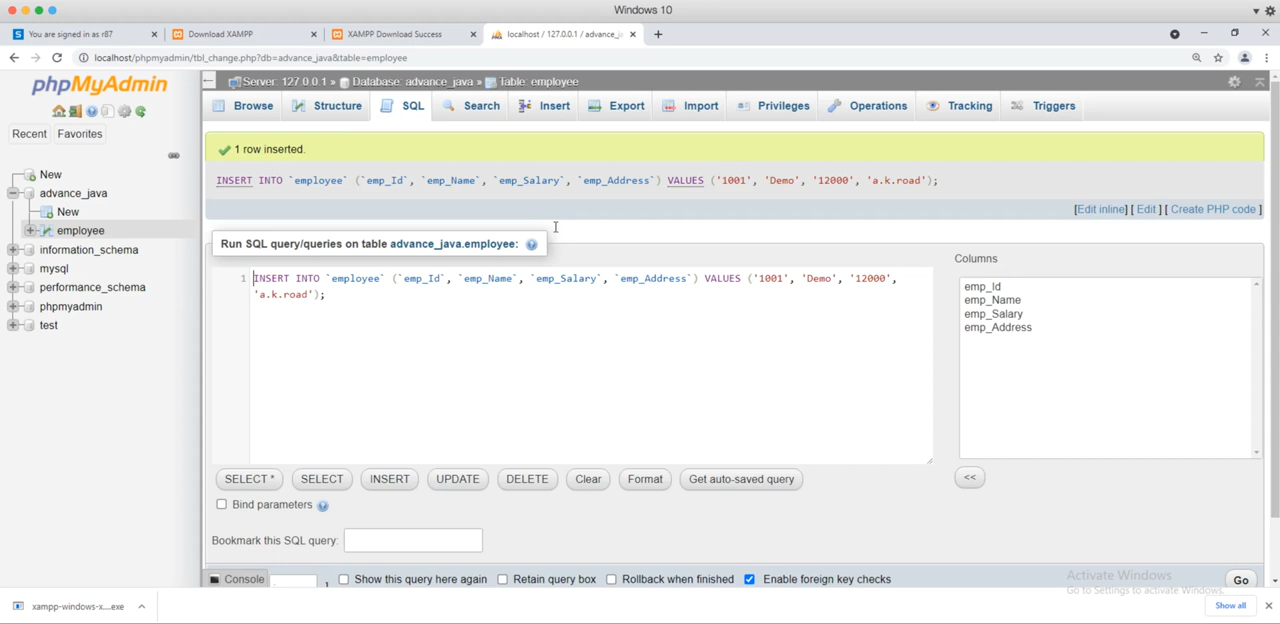 Windows 10
You are signed in as r87
Download XAMPP
XAMPP Download Success
localhost / 127.0.0.1 / advance_j
localhost/phpmyadmin/tbl_change.php?db=advance_java&table=employee
phpMyAdmin
Recent
Favorites
New
advance_java
New
employee
information_schema
mysql
performance_schema
phpmyadmin
test
Server: 127.0.0.1 » Database: advance_java » Table: employee
Browse
Structure
SQL
Search
Insert
Export
Import
Privileges
Operations
Tracking
Triggers
1 row inserted.
INSERT INTO `employee` (`emp_Id`, `emp_Name`, `emp_Salary`, `emp_Address`) VALUES ('1001', 'Demo', '12000', 'a.k.road');
[Edit inline] [ Edit ] [ Create PHP code ]
Run SQL query/queries on table advance_java.employee:
1 INSERT INTO `employee` (`emp_Id`, `emp_Name`, `emp_Salary`, `emp_Address`) VALUES ('1001', 'Demo', '12000',
'a.k.road');
Columns
emp_Id
emp_Name
emp_Salary
emp_Address
SELECT *
SELECT
INSERT
UPDATE
DELETE
Clear
Format
Get auto-saved query
<<
Bind parameters
Bookmark this SQL query:
Console
Show this query here again
Retain query box
Rollback when finished
Enable foreign key checks
Go
Activate Windows
Go to Settings to activate Windows.
xampp-windows-x....exe
Show all